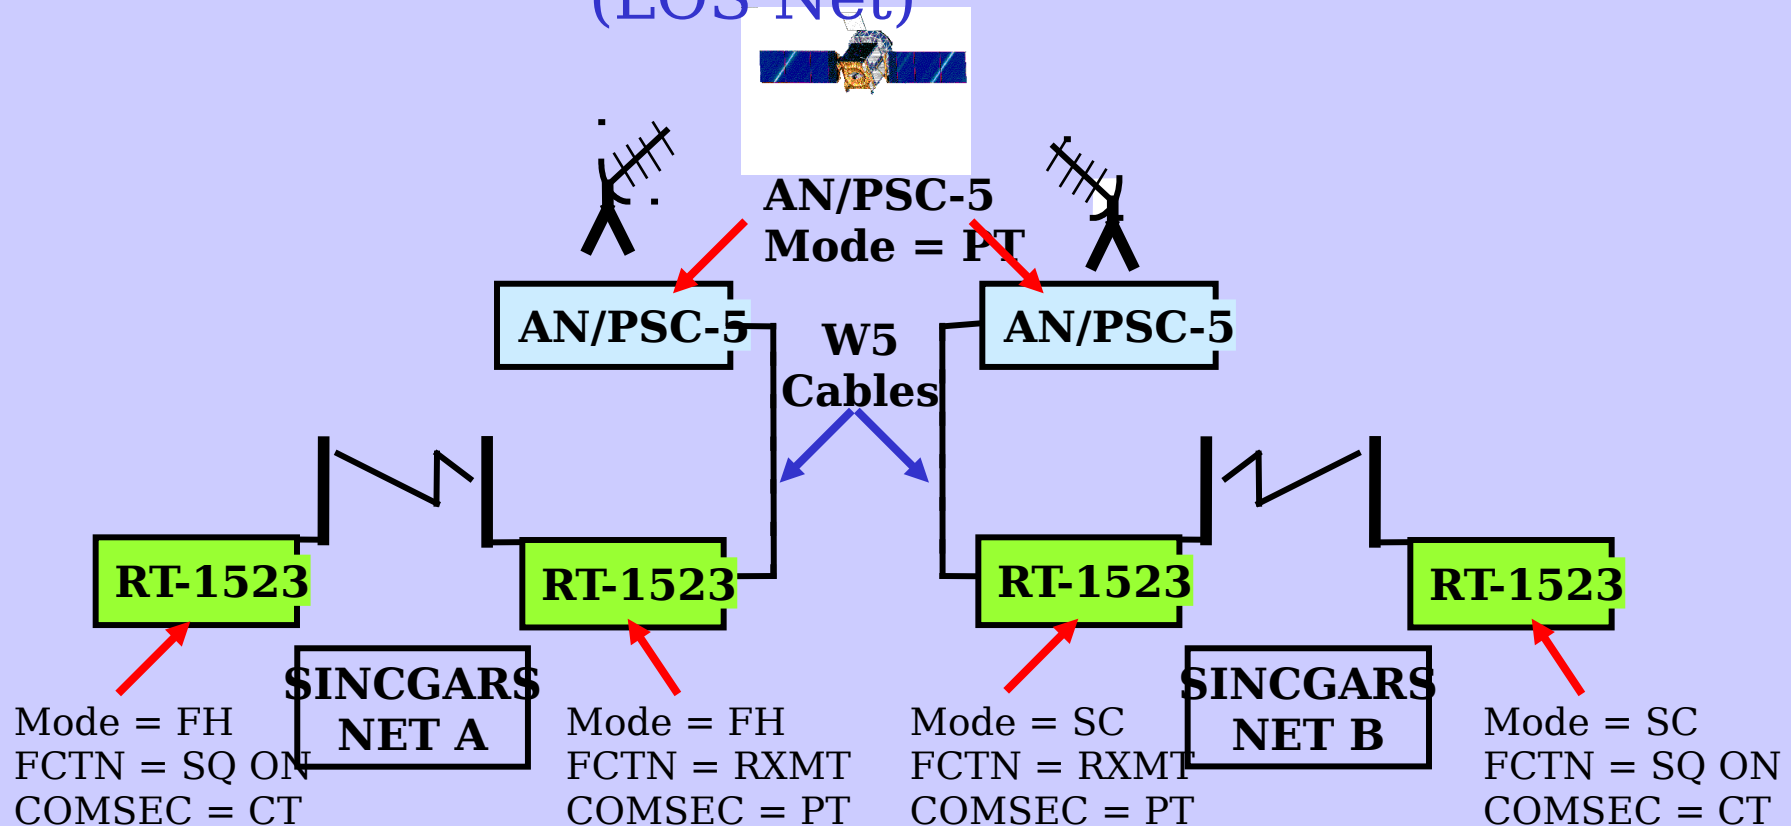 (LOS Net)
AN/PSC-5
Mode = PT
AN/PSC-5
W5
Cables
AN/PSC-5
RT-1523
RT-1523
RT-1523
RT-1523
SINCGARS
NET A
SINCGARS
NET B
Mode = FH
FCTN = SQ ON
COMSEC = CT
Mode = FH
FCTN = RXMT
COMSEC = PT
Mode = SC
FCTN = RXMT
COMSEC = PT
Mode = SC
FCTN = SQ ON
COMSEC = CT